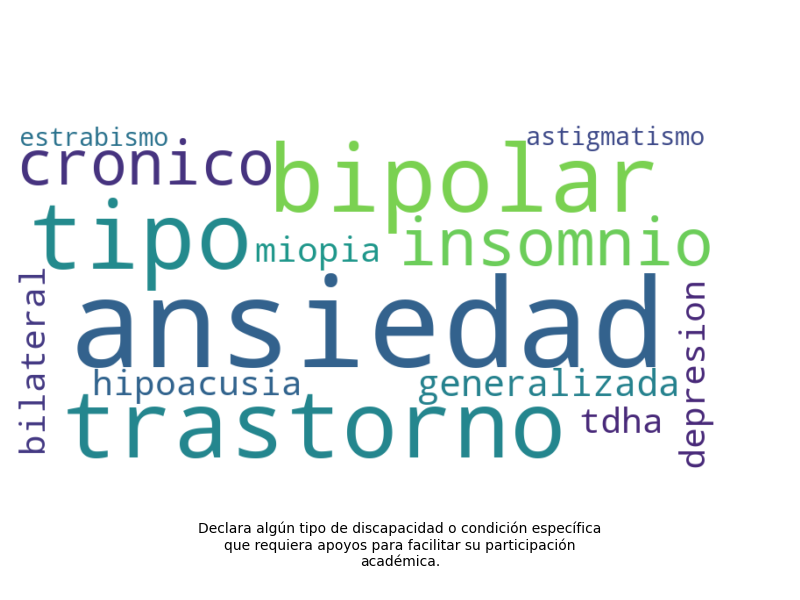 estrabismo
astigmatismo
cronico
bipolar
tipo
miopia
insomnio
bilateral
ansiedad
depresion
hipoacusia
generalizada
trastorno
tdha
Declara algún tipo de discapacidad o condición específica
que requiera apoyos para facilitar su participación
académica.